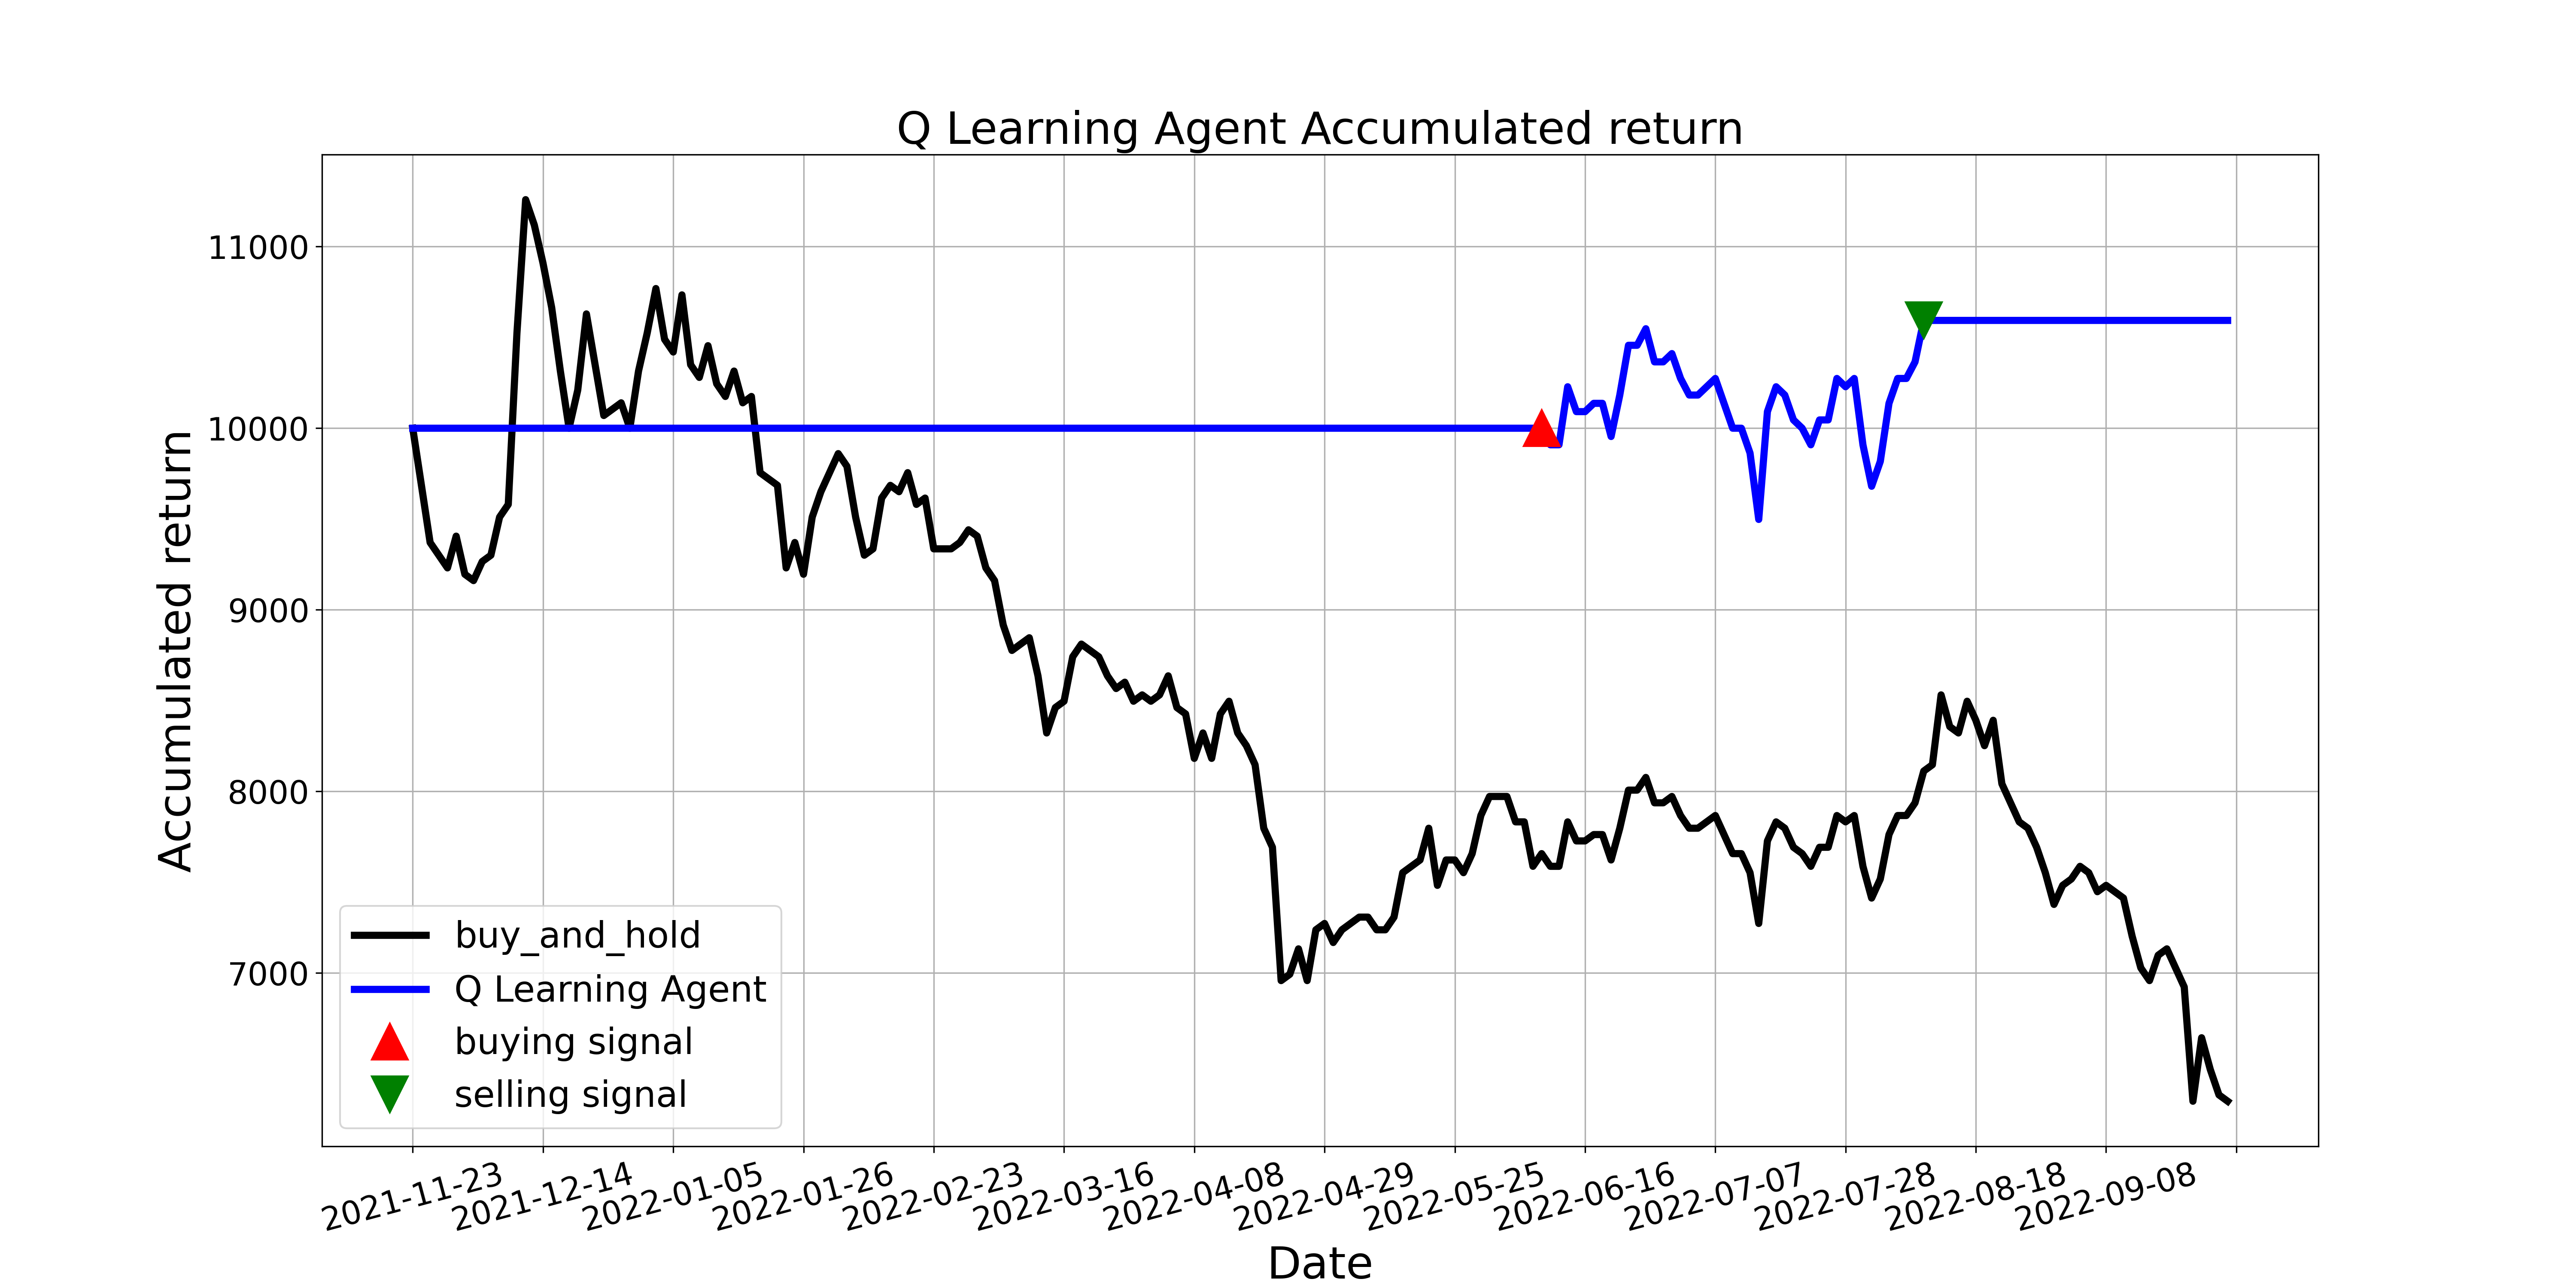 Q Learning Agent Accumulated return
Accumulated return
11000
10000
9000
8000
7000
buy_and_hold
Q Learning Agent
buying signal
selling signal
2021-11-23
2021-12-14
2022-01-05
2022-01-26
2022-02-23
2022-03-16
2022-04-08
2022-04-29
2022-05-25
2022-06-16
2022-07-07
2022-07-28
2022-08-18
2022-09-08
Date